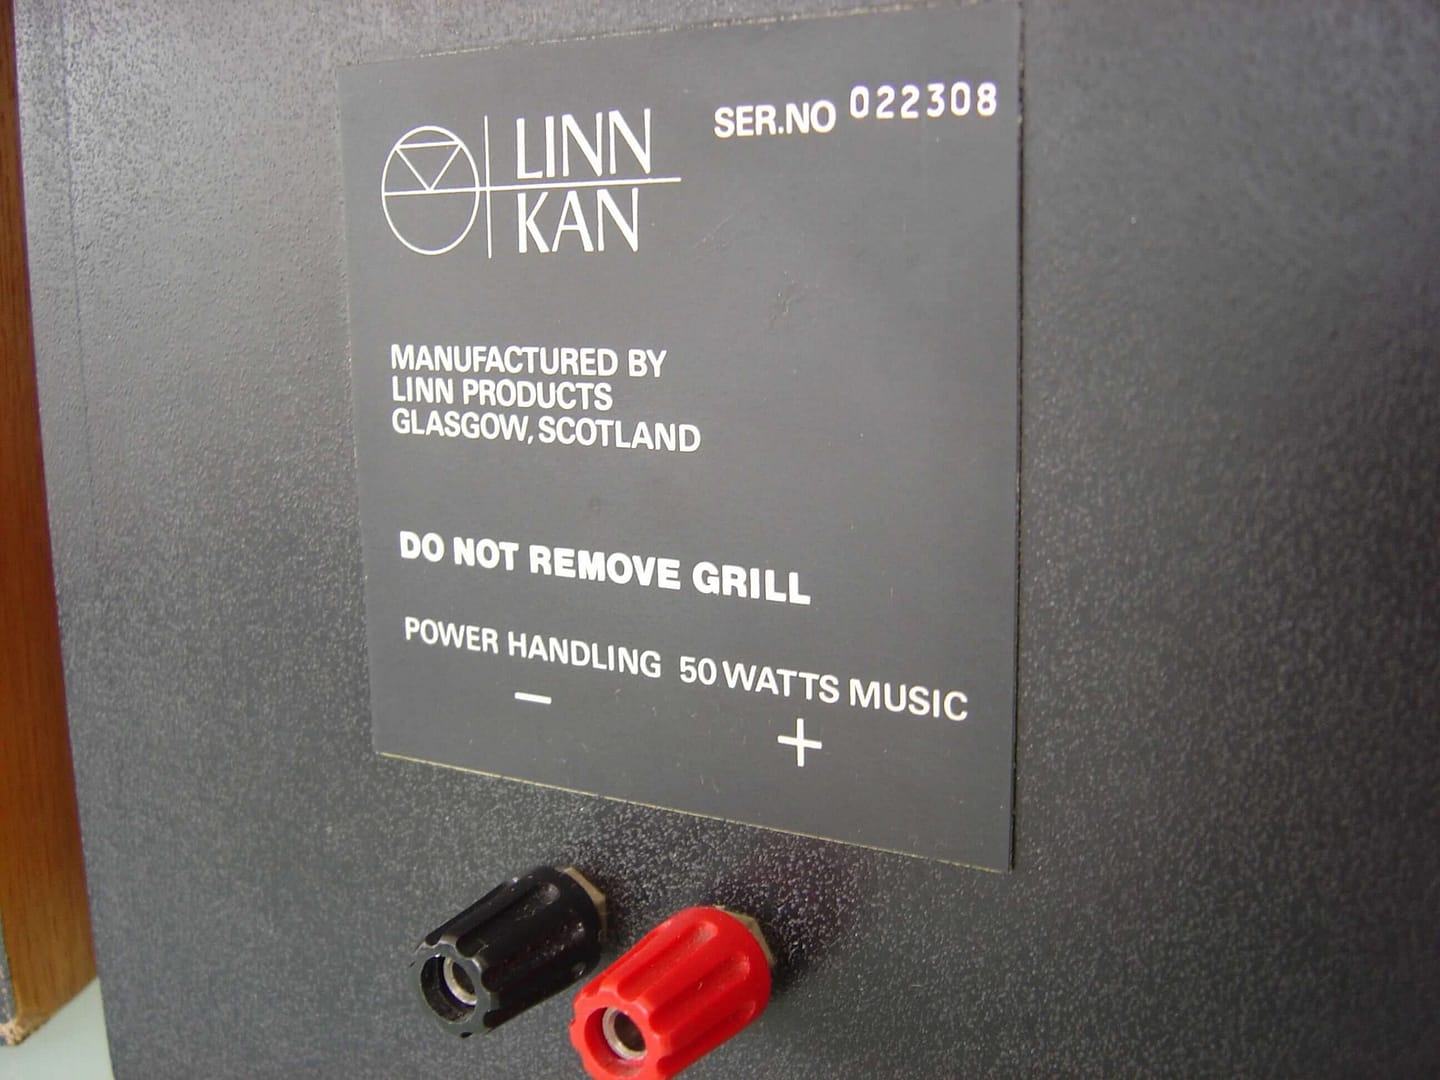 LINN
KAN
SER.NO 022308
MANUFACTURED BY
LINN PRODUCTS
GLASGOW, SCOTLAND
DO NOT REMOVE GRILL
POWER HANDLING 50 WATTS MUSIC
− +